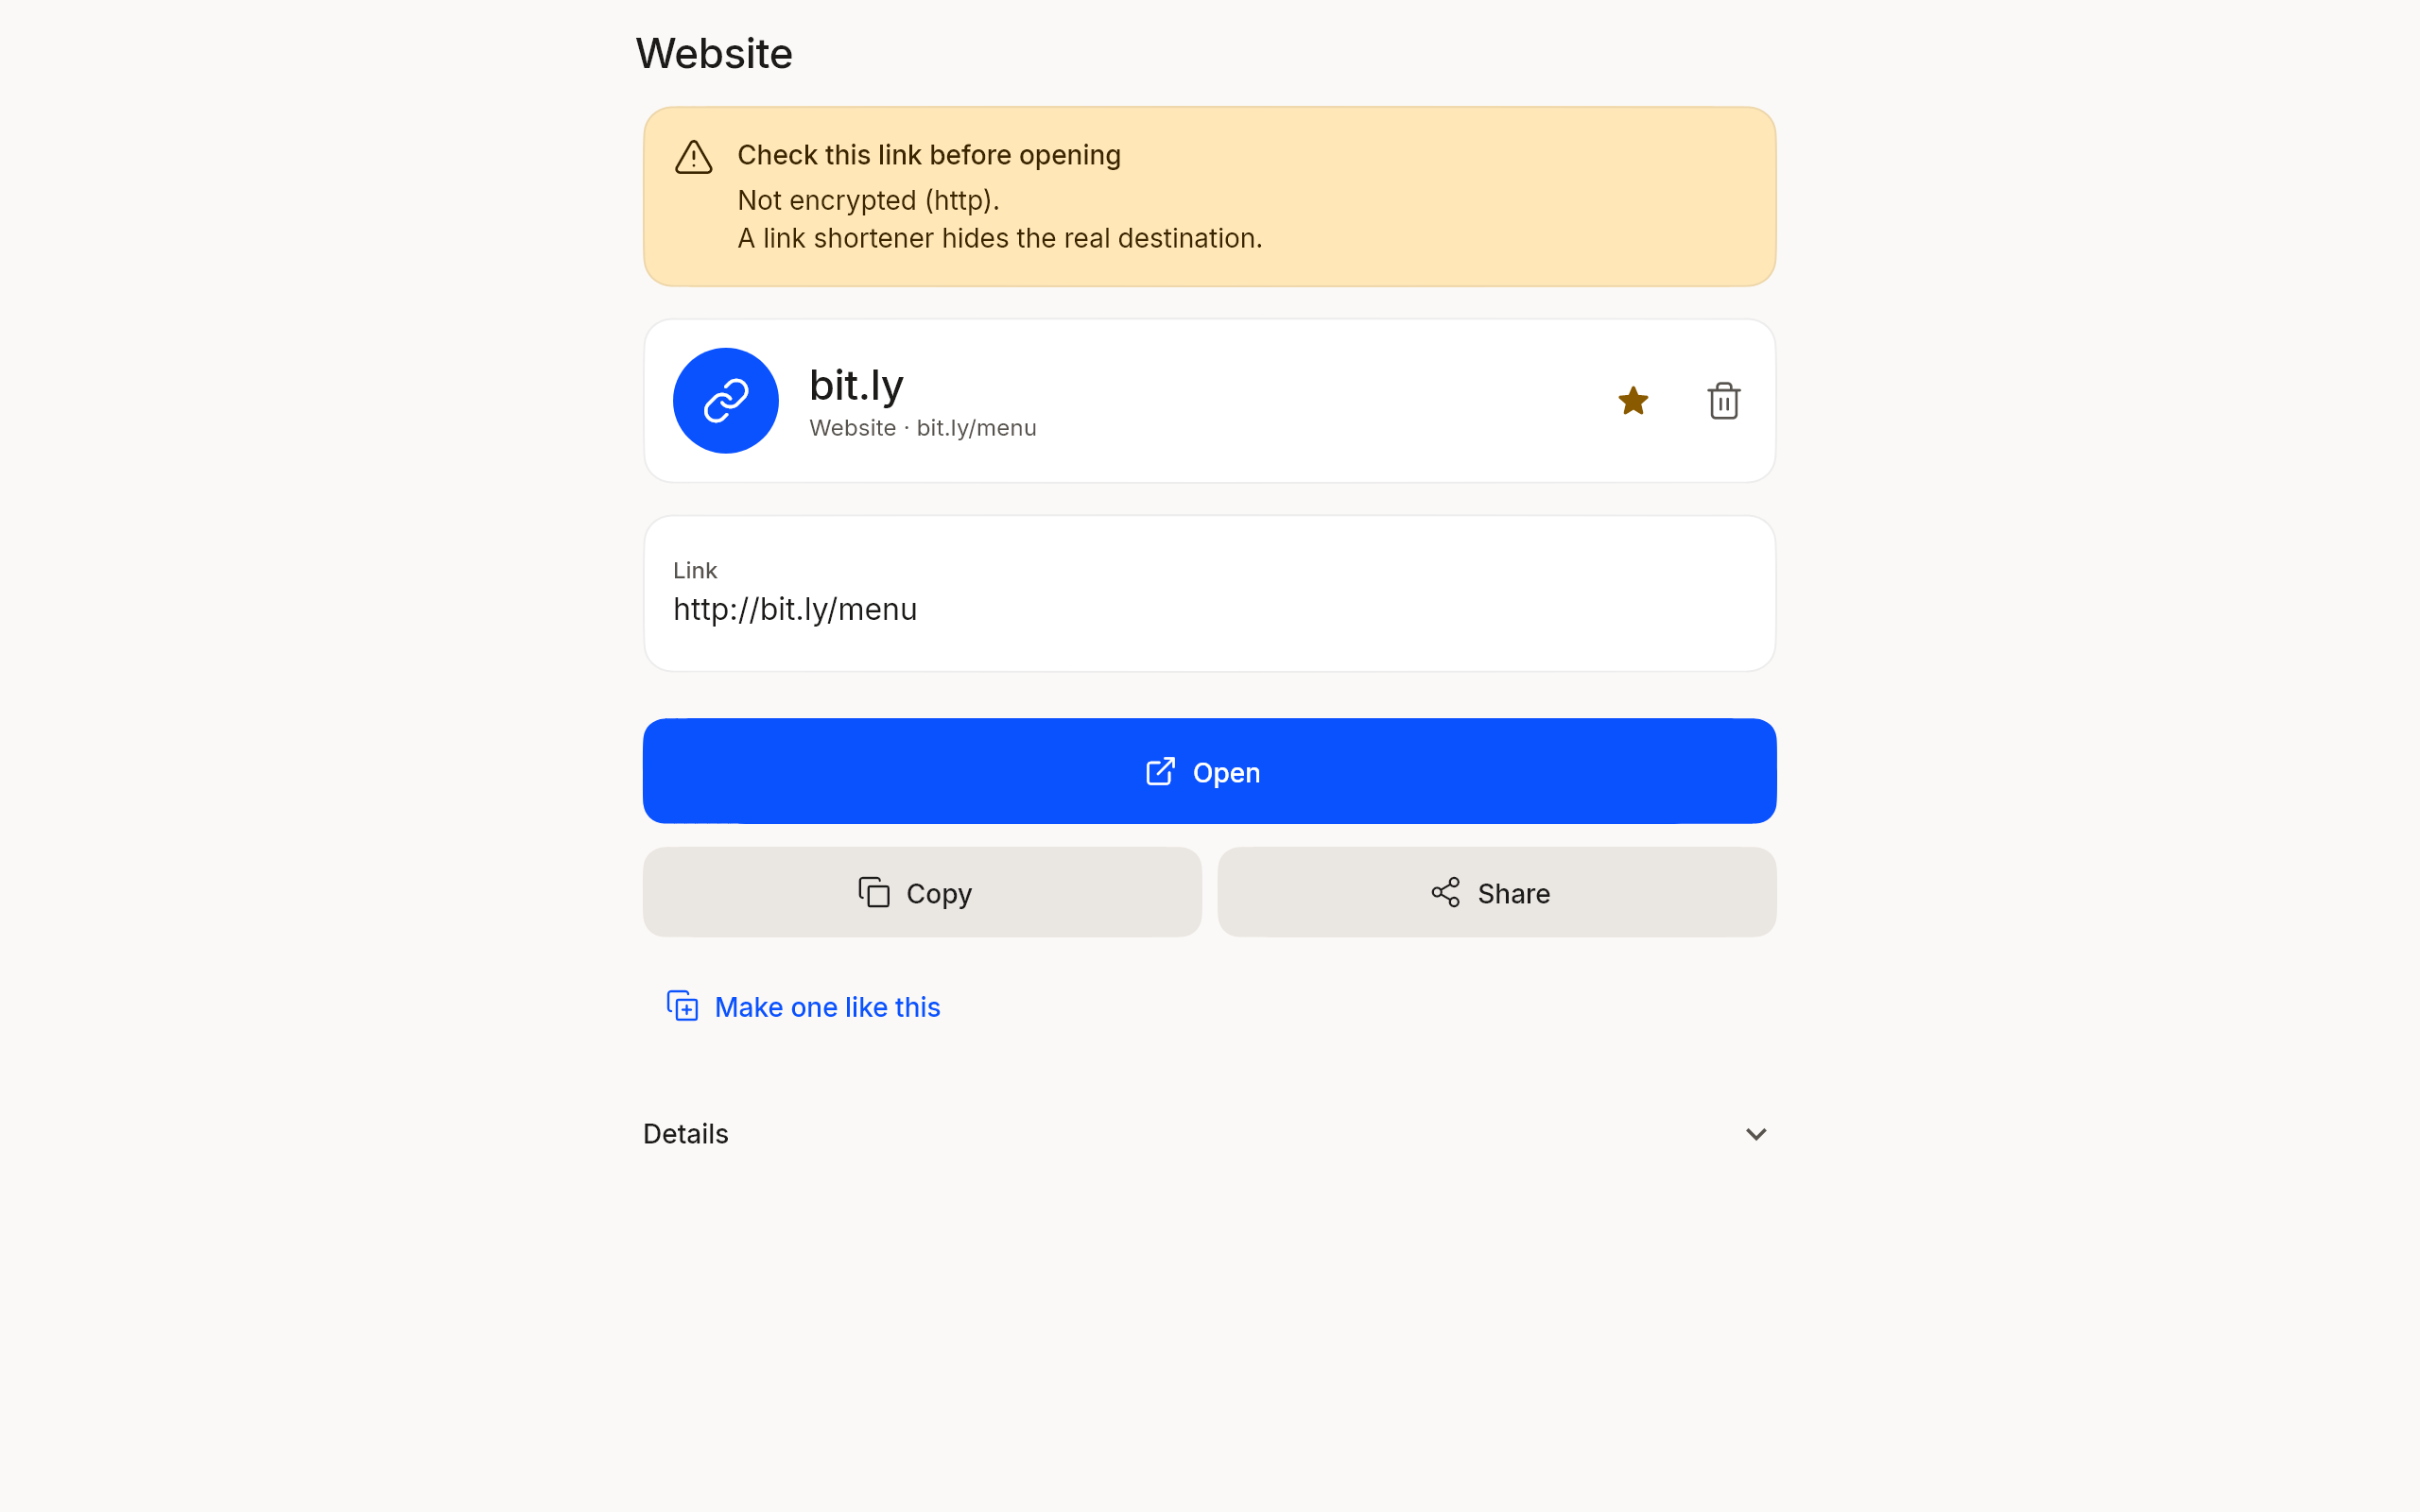 Website
Check this link before opening
Not encrypted (http).
A link shortener hides the real destination.
bit.ly
Website · bit.ly/menu
Link
http://bit.ly/menu
Open
Copy
Share
Make one like this
Details